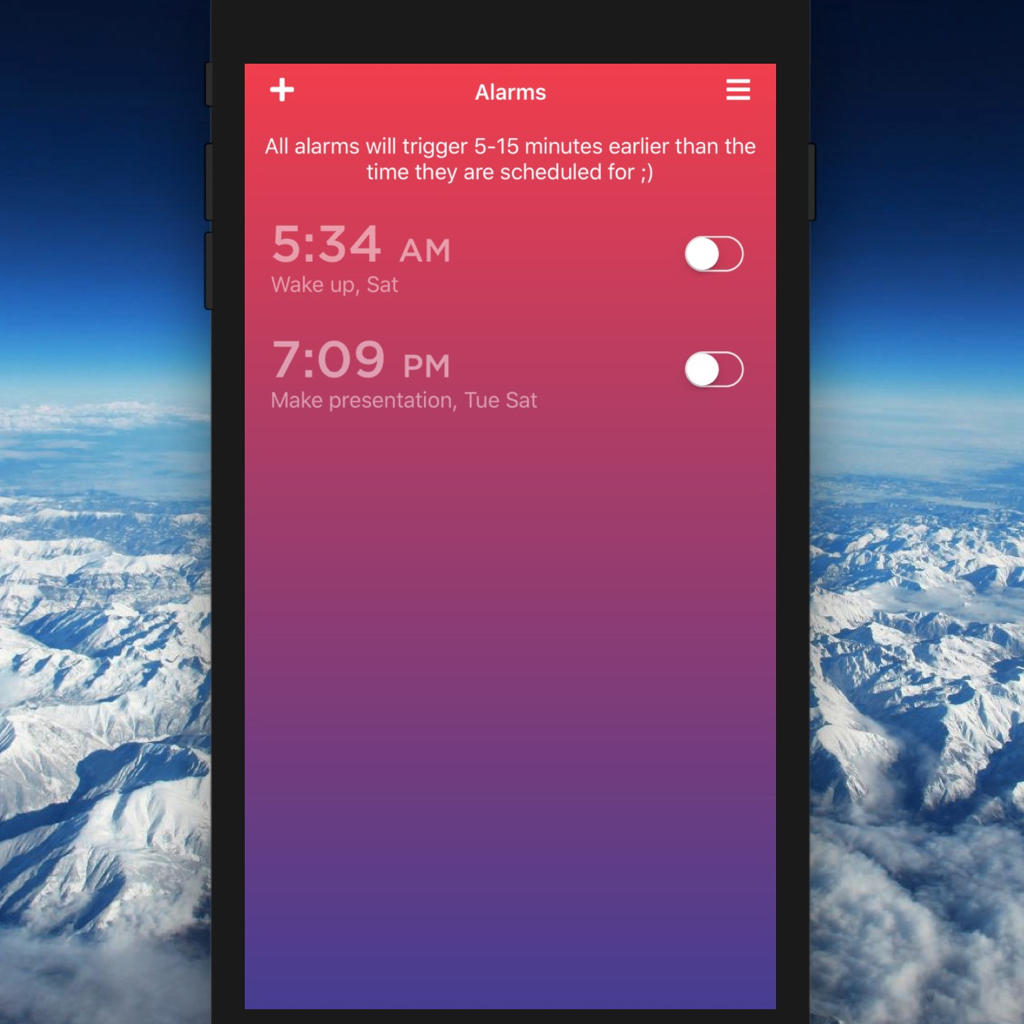 Alarms
All alarms will trigger 5-15 minutes earlier than the
time they are scheduled for ;)
5:34 AM
Wake up, Sat
7:09 PM
Make presentation, Tue Sat